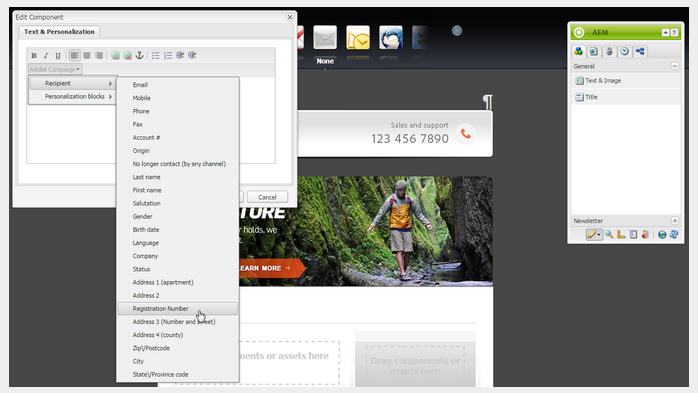 Edit Component
Text & Personalization
B I U
Adobe Campaign
Recipient
Personalization blocks
Email
Mobile
Phone
Fax
Account #
Origin
No longer contact (by any channel)
Last name
First name
Salutation
Gender
Birth date
Language
Company
Status
Address 1 (apartment)
Address 2
Registration Number
Address 3 (Number and street)
Address 4 (county)
Zip\/Postcode
City
State\/Province code
Cancel
None
¶
Sales and support
123 456 7890
TURE
holds, we
LEARN MORE
nents or assets here
Drag components or
assets here
AEM
General
Text & Image
Title
Newsletter